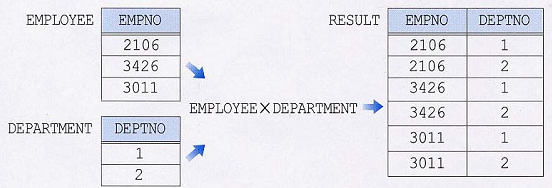 EMPLOYEE
EMPNO
2106
3426
3011
DEPARTMENT
DEPTNO
1
2
EMPLOYEE×DEPARTMENT
RESULT
EMPNO DEPTNO
2106 1
2106 2
3426 1
3426 2
3011 1
3011 2